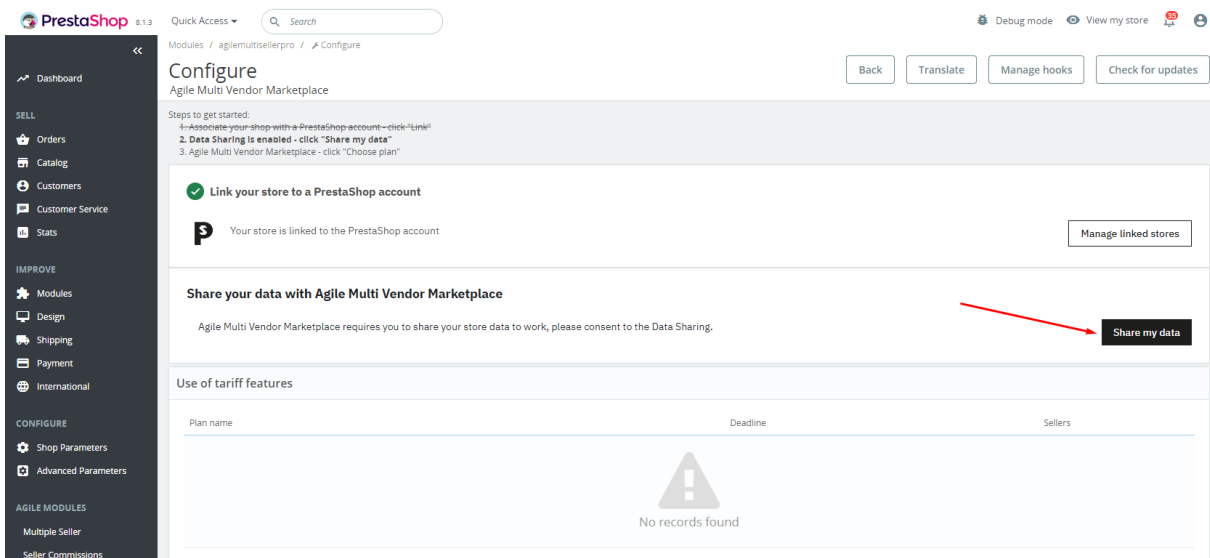 PrestaShop 8.1.3
Quick Access
Search
Debug mode
View my store
35
Modules / agilemultisellerpro / Configure
Configure
Agile Multi Vendor Marketplace
Back
Translate
Manage hooks
Check for updates
Dashboard
SELL
Orders
Catalog
Customers
Customer Service
Stats
IMPROVE
Modules
Design
Shipping
Payment
International
CONFIGURE
Shop Parameters
Advanced Parameters
AGILE MODULES
Multiple Seller
Seller Commissions
Steps to get started:
1. Associate your shop with a PrestaShop account - click "Link"
2. Data Sharing is enabled - click "Share my data"
3. Agile Multi Vendor Marketplace - click "Choose plan"
Link your store to a PrestaShop account
Your store is linked to the PrestaShop account
Manage linked stores
Share your data with Agile Multi Vendor Marketplace
Agile Multi Vendor Marketplace requires you to share your store data to work, please consent to the Data Sharing.
Share my data
Use of tariff features
Plan name
Deadline
Sellers
No records found